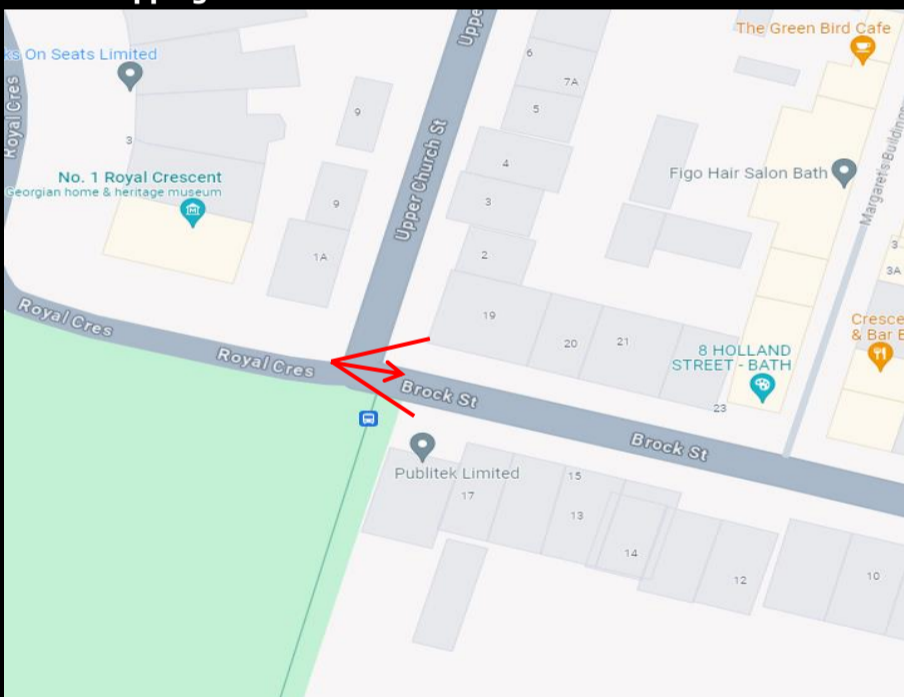 The Green Bird Cafe
ks On Seats Limited
Royal Cres
Upper Church St
Upper
6
7A
5
9
4
3
No. 1 Royal Crescent
Georgian home & heritage museum
Figo Hair Salon Bath
Margaret's Buildings
3
9
3
1A
2
3
3A
Royal Cres
19
20
21
8 HOLLAND
STREET - BATH
Cresce
& Bar B
Royal Cres
Brock St
23
Brock St
Publitek Limited
17
15
13
14
12
10